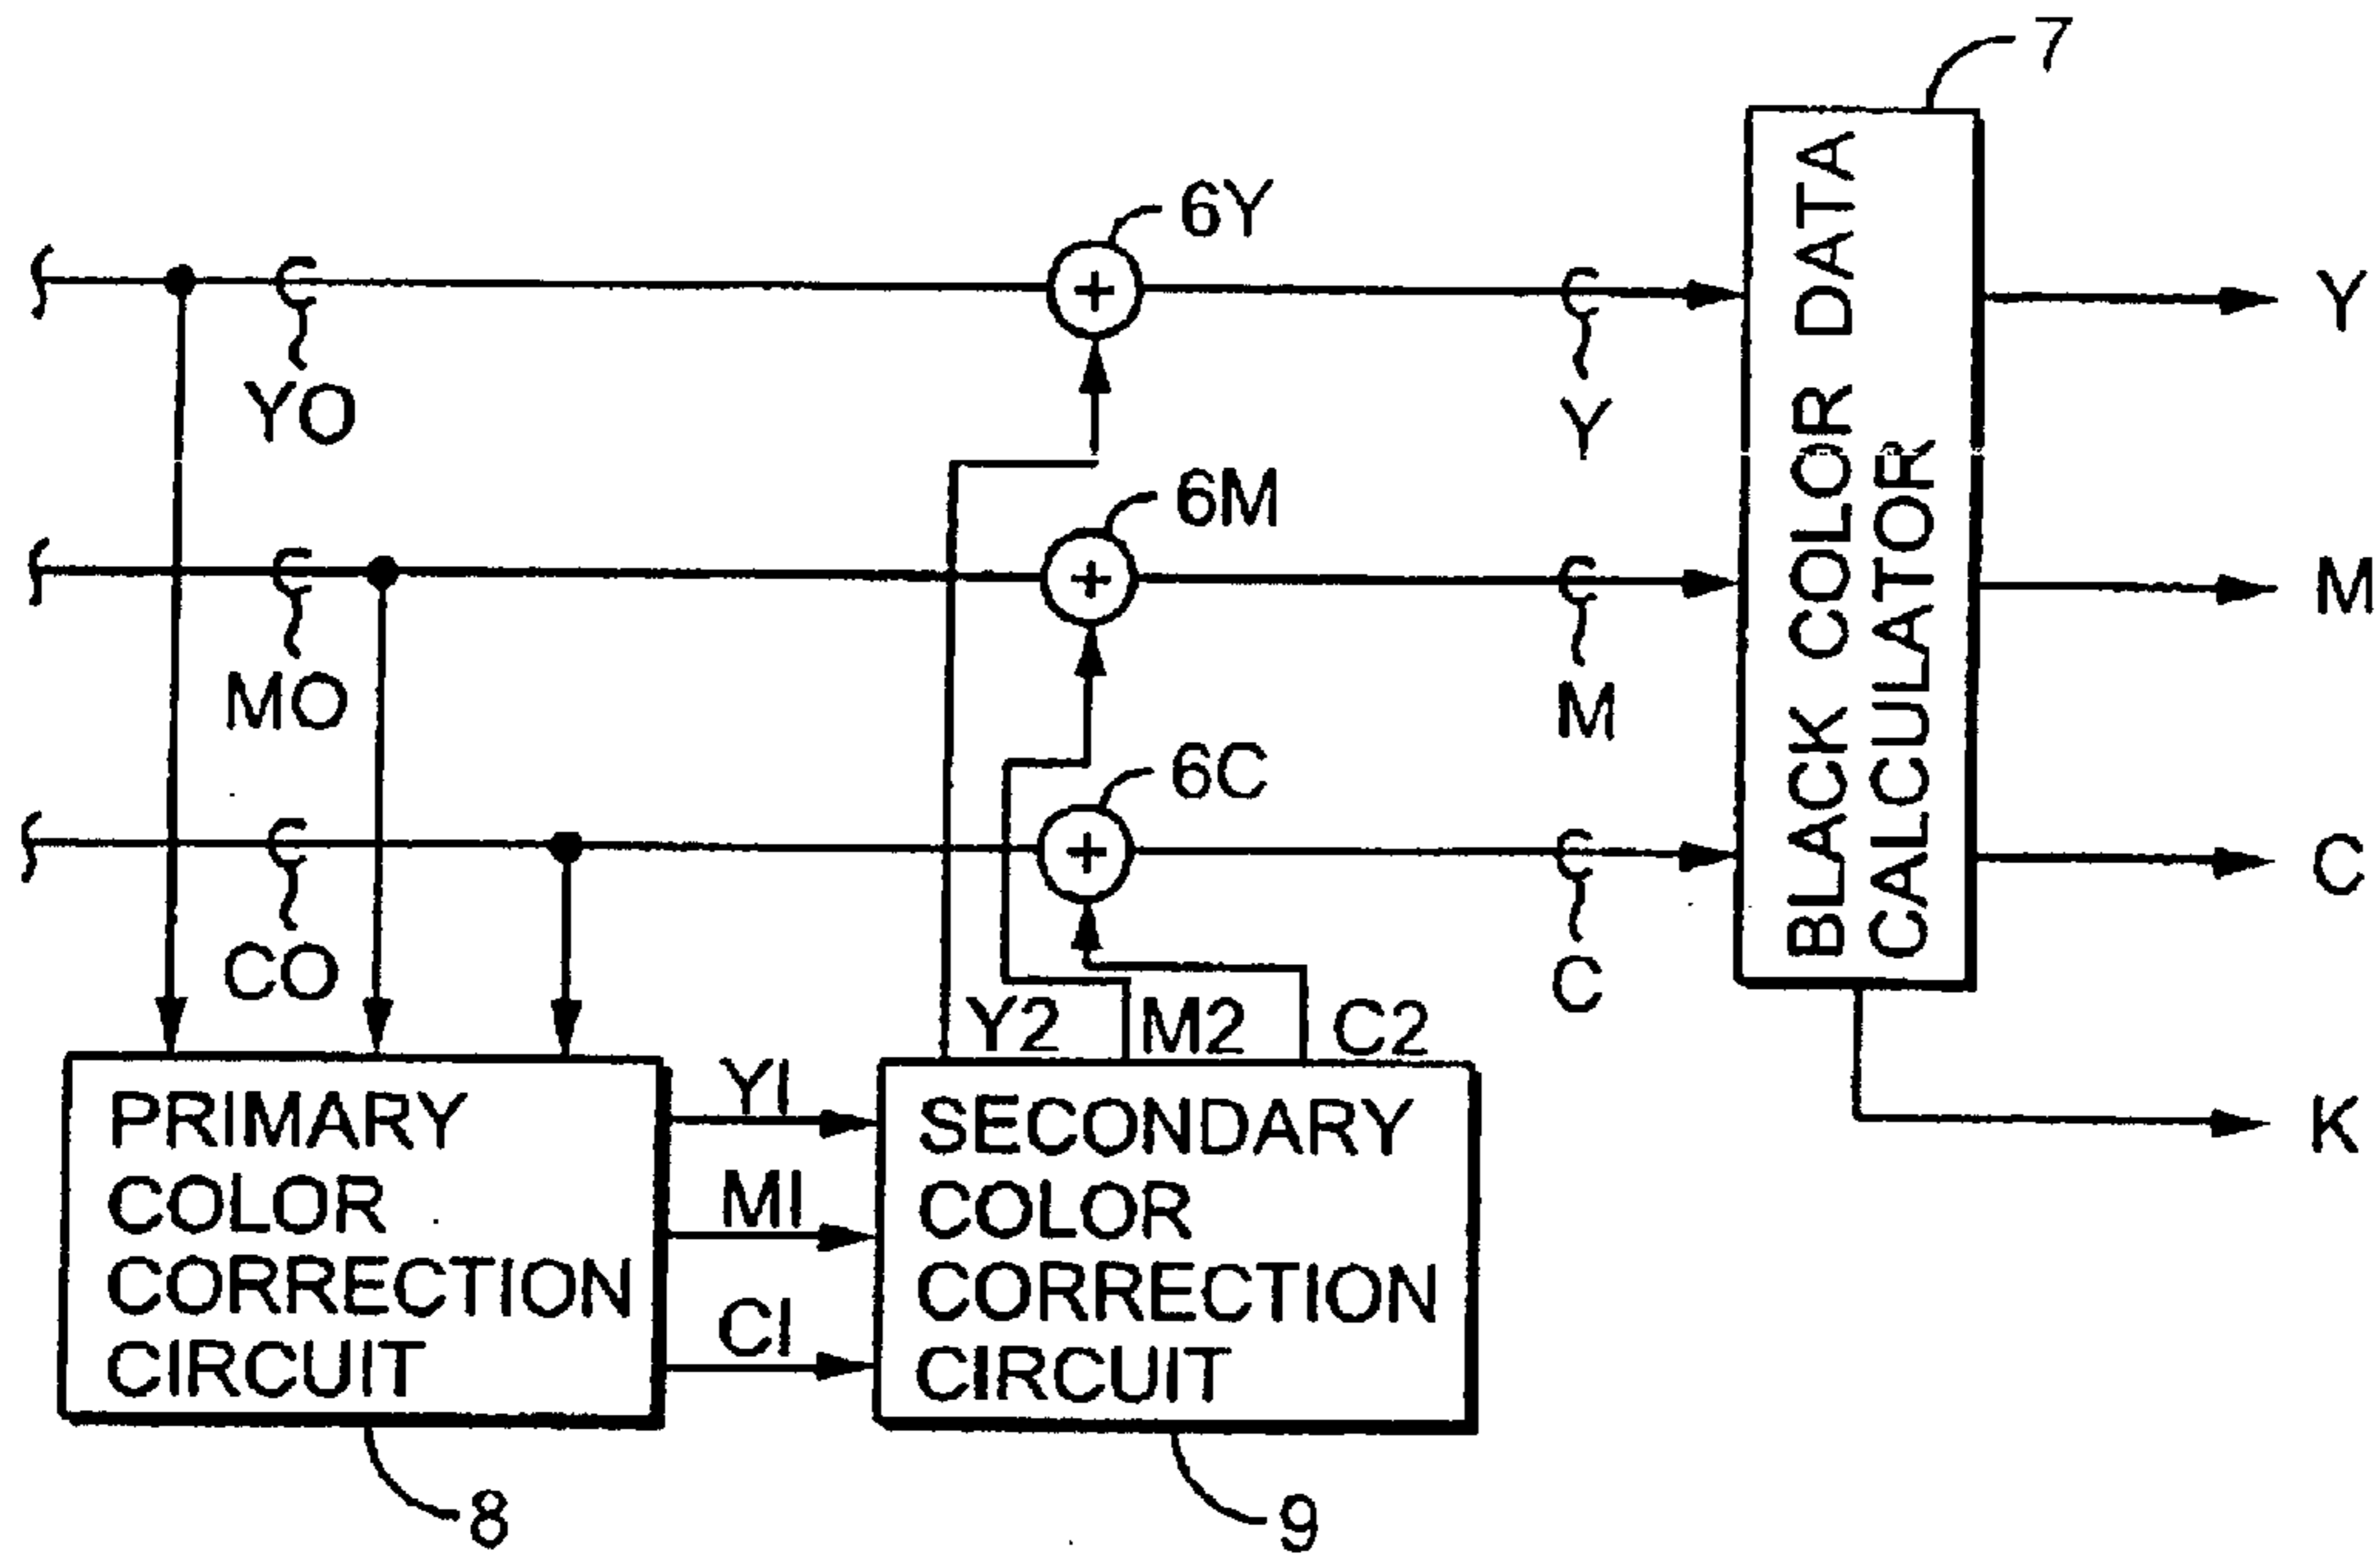 7
6Y
YO
Y
Y
6M
MO
M
M
6C
CO
C
C
BLACK COLOR DATA
CALCULATOR
Y2 M2 C2
K
YI
MI
CI
PRIMARY
COLOR
CORRECTION
CIRCUIT
SECONDARY
COLOR
CORRECTION
CIRCUIT
8
9